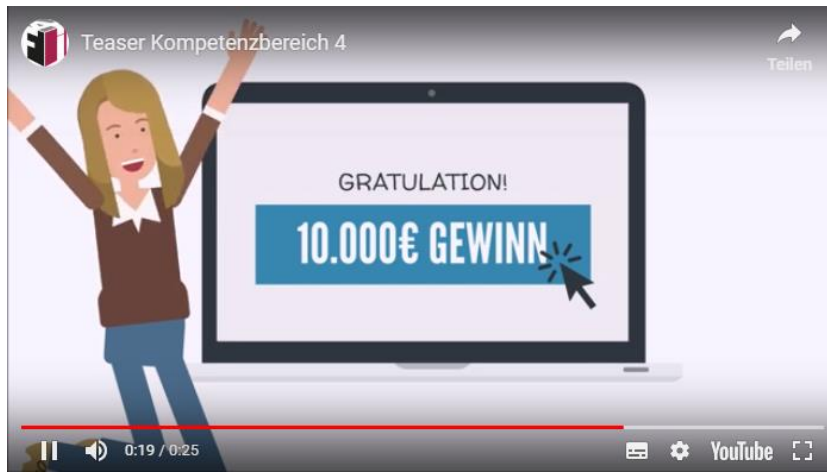 Teaser Kompetenzbereich 4
Teilen
GRATULATION!
10.000€ GEWINN
0:19 / 0:25
YouTube